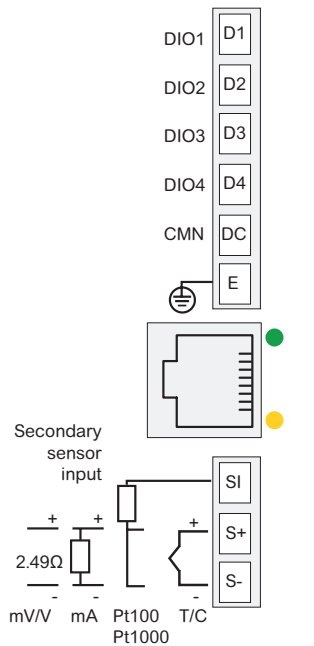 DIO1 D1
DIO2 D2
DIO3 D3
DIO4 D4
CMN DC
E
Secondary
sensor
input
SI
+ + + S+
2.49Ω
- - - S-
mV/V mA Pt100 T/C
Pt1000